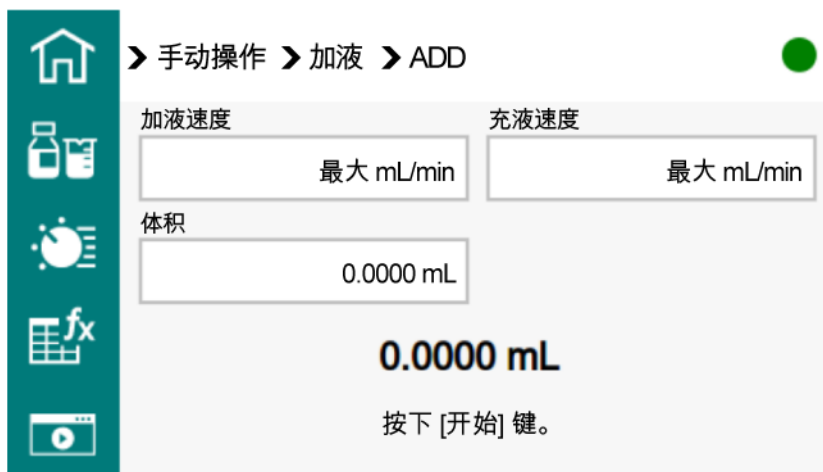 ❯ 手动操作 ❯ 加液 ❯ ADD
加液速度 充液速度
最大 mL/min 最大 mL/min
体积
0.0000 mL
fx
0.0000 mL
按下 [开始] 键。